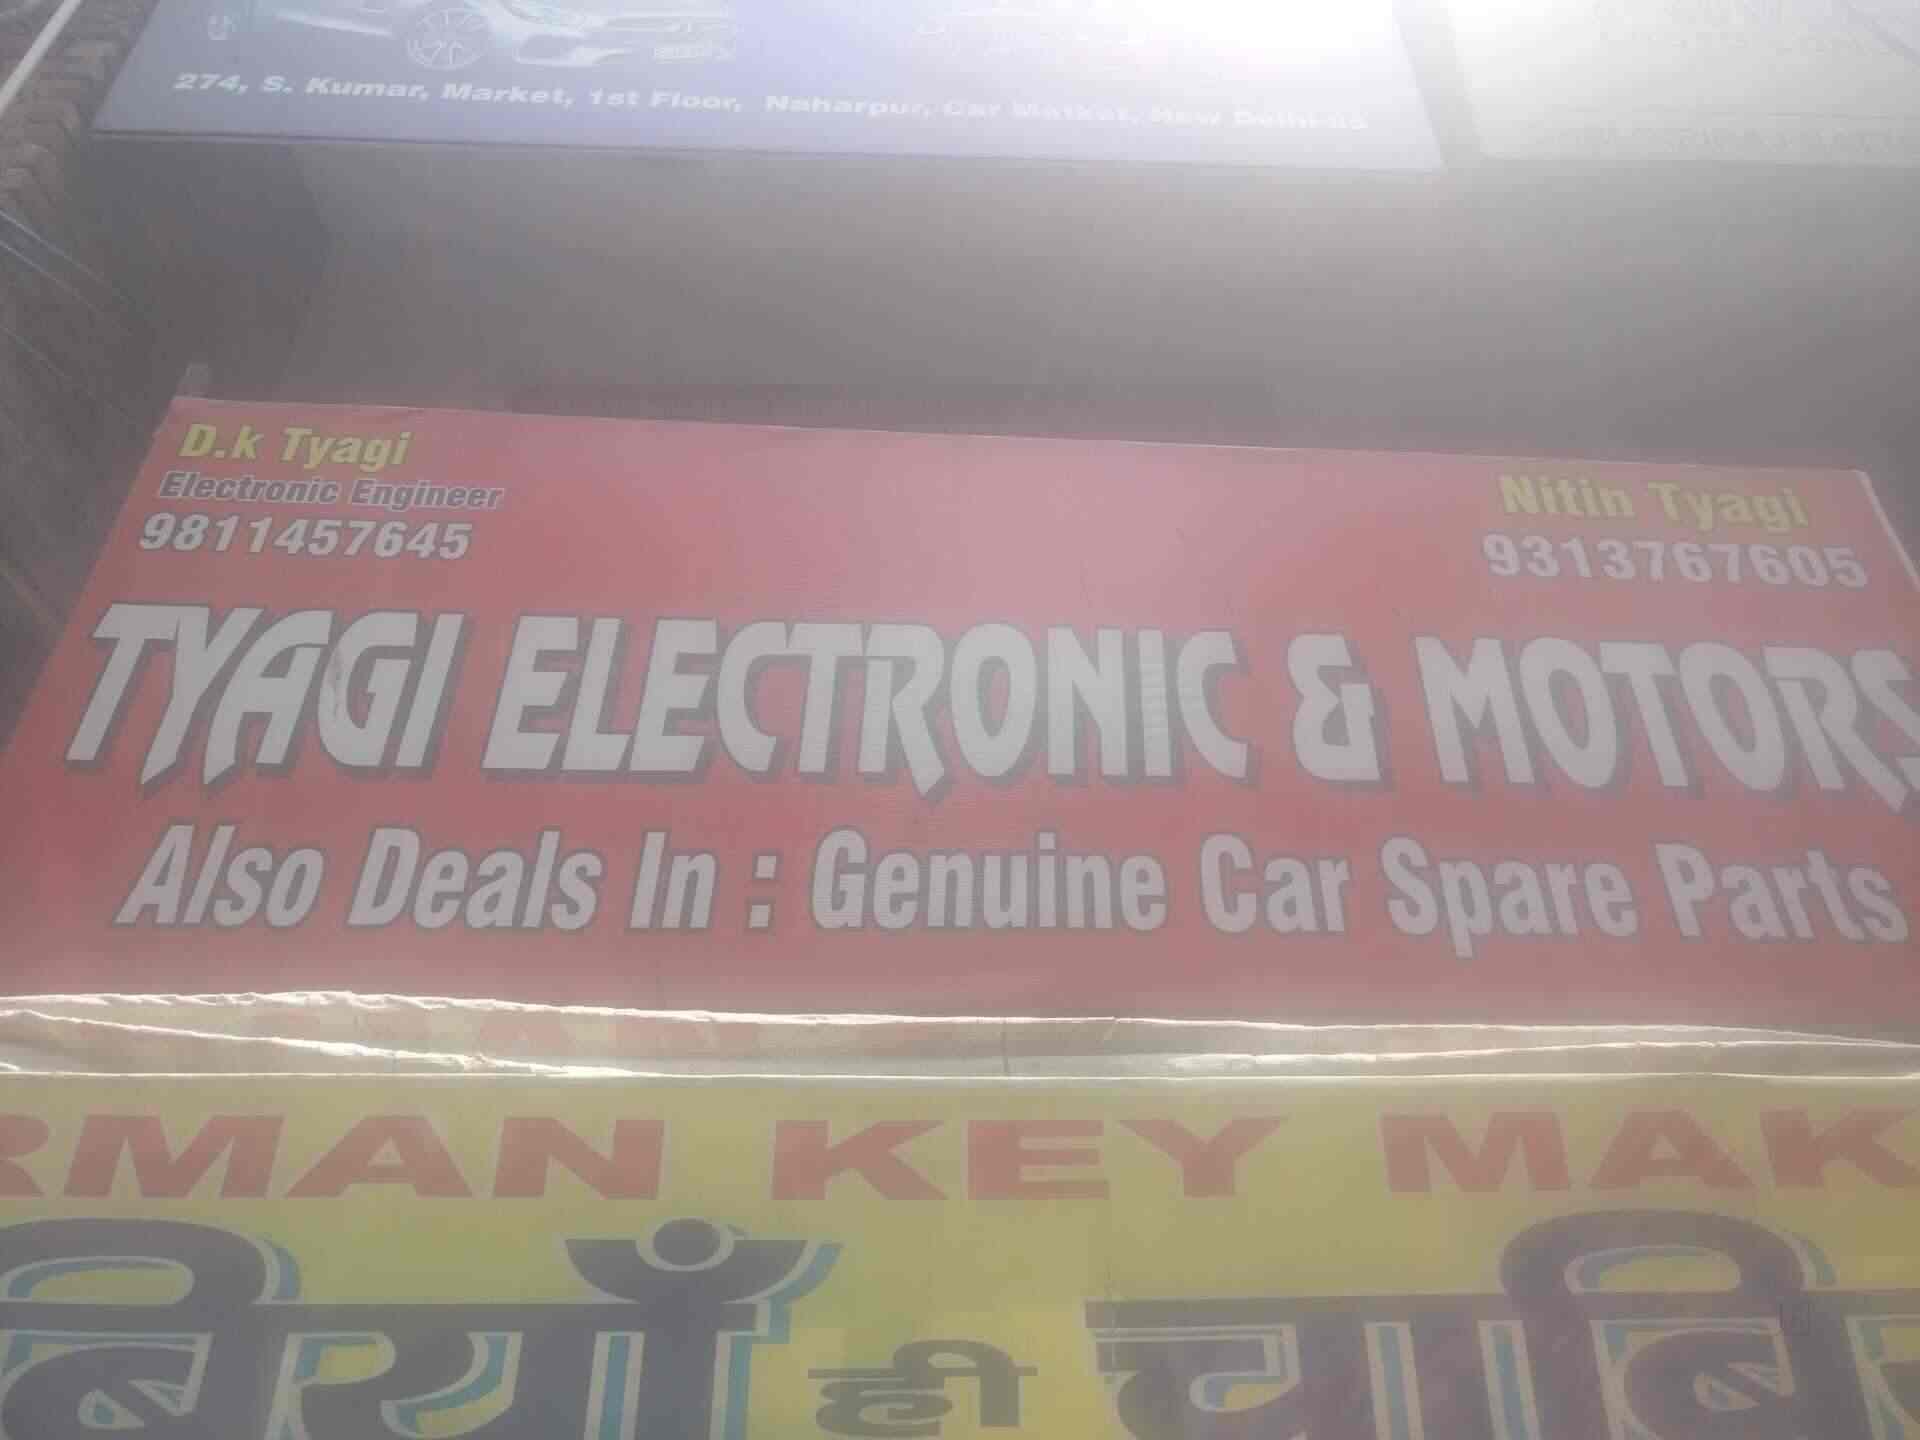 274, S. Kumar, Market, 1st Floor, Naharpur, Car Matket, New Delhi-85
D.k Tyagi
Electronic Engineer
9811457645
Nitin Tyagi
9313767605
TYAGI ELECTRONIC & MOTORS
Also Deals In : Genuine Car Spare Parts
RMAN KEY MAK
बियाँ ही चाबि